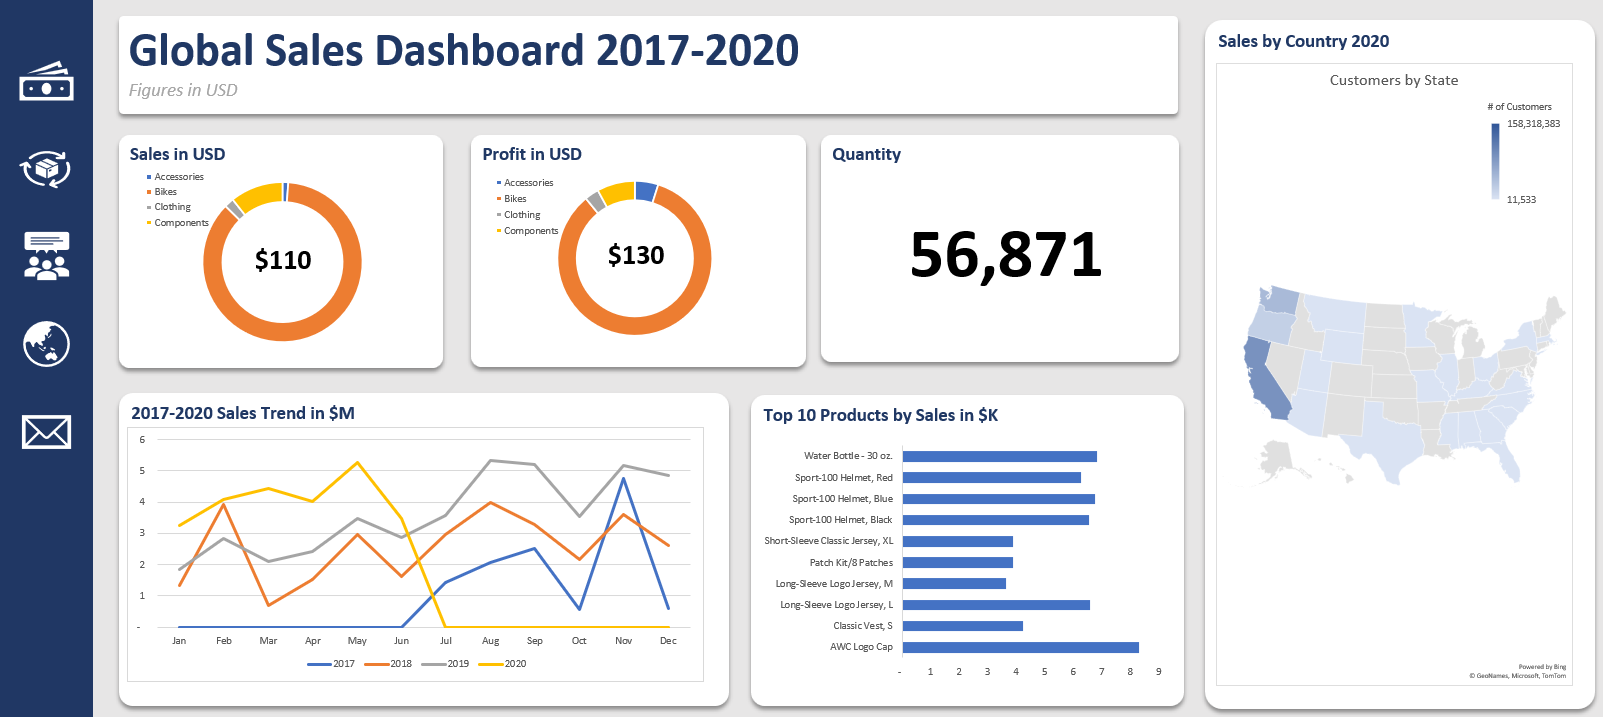 Global Sales Dashboard 2017-2020
Figures in USD
Sales in USD
Accessories
Bikes
Clothing
Components
$110
Profit in USD
Accessories
Bikes
Clothing
Components
$130
Quantity
56,871
2017-2020 Sales Trend in $M
6
5
4
3
2
1
-
Jan Feb Mar Apr May Jun Jul Aug Sep Oct Nov Dec
2017 2018 2019 2020
Top 10 Products by Sales in $K
Water Bottle - 30 oz.
Sport-100 Helmet, Red
Sport-100 Helmet, Blue
Sport-100 Helmet, Black
Short-Sleeve Classic Jersey, XL
Patch Kit/8 Patches
Long-Sleeve Logo Jersey, M
Long-Sleeve Logo Jersey, L
Classic Vest, S
AWC Logo Cap
- 1 2 3 4 5 6 7 8 9
Sales by Country 2020
Customers by State
# of Customers
158,318,383
11,533
Powered by Bing
© GeoNames, Microsoft, TomTom